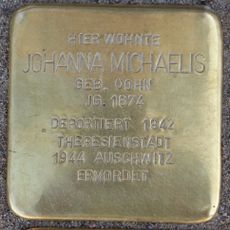 HIER WOHNTE
JOHANNA MICHAELIS
GEB. COHN
JG. 1874
DEPORTIERT 1942
THERESIENSTADT
1944 AUSCHWITZ
ERMORDET